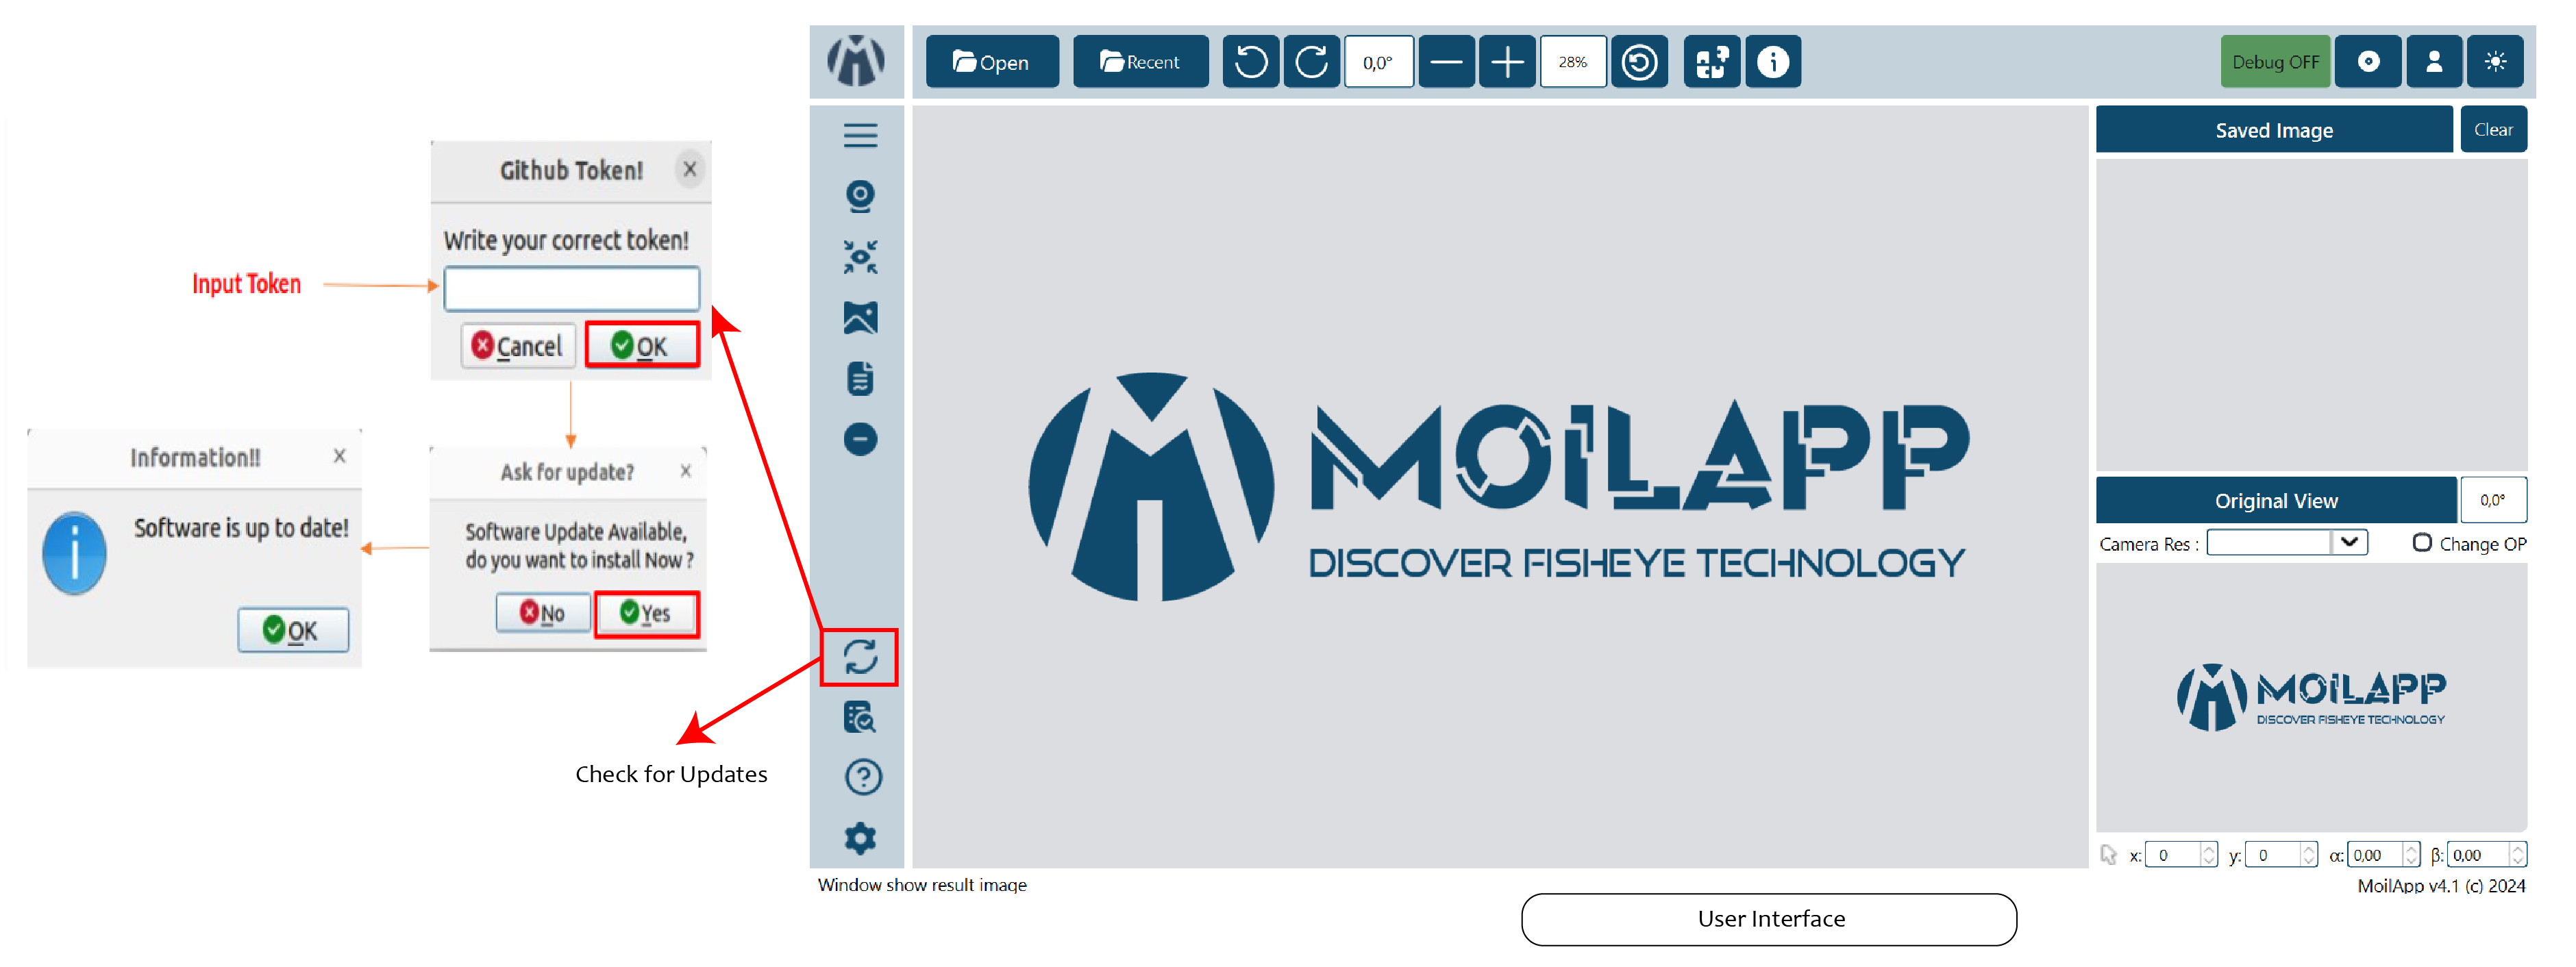 Open
Recent
0,0°
28%
Debug OFF
Saved Image
Clear
Github Token!
Write your correct token!
Input Token
Cancel
OK
Information!!
Software is up to date!
OK
Ask for update?
Software Update Available,
do you want to install Now ?
No
Yes
Check for Updates
MOILAPP
DISCOVER FISHEYE TECHNOLOGY
Original View
0,0°
Camera Res :
Change OP
MOILAPP
DISCOVER FISHEYE TECHNOLOGY
x: 0 y: 0 α: 0,00 β: 0,00
Window show result image
MoilApp v4.1 (c) 2024
User Interface